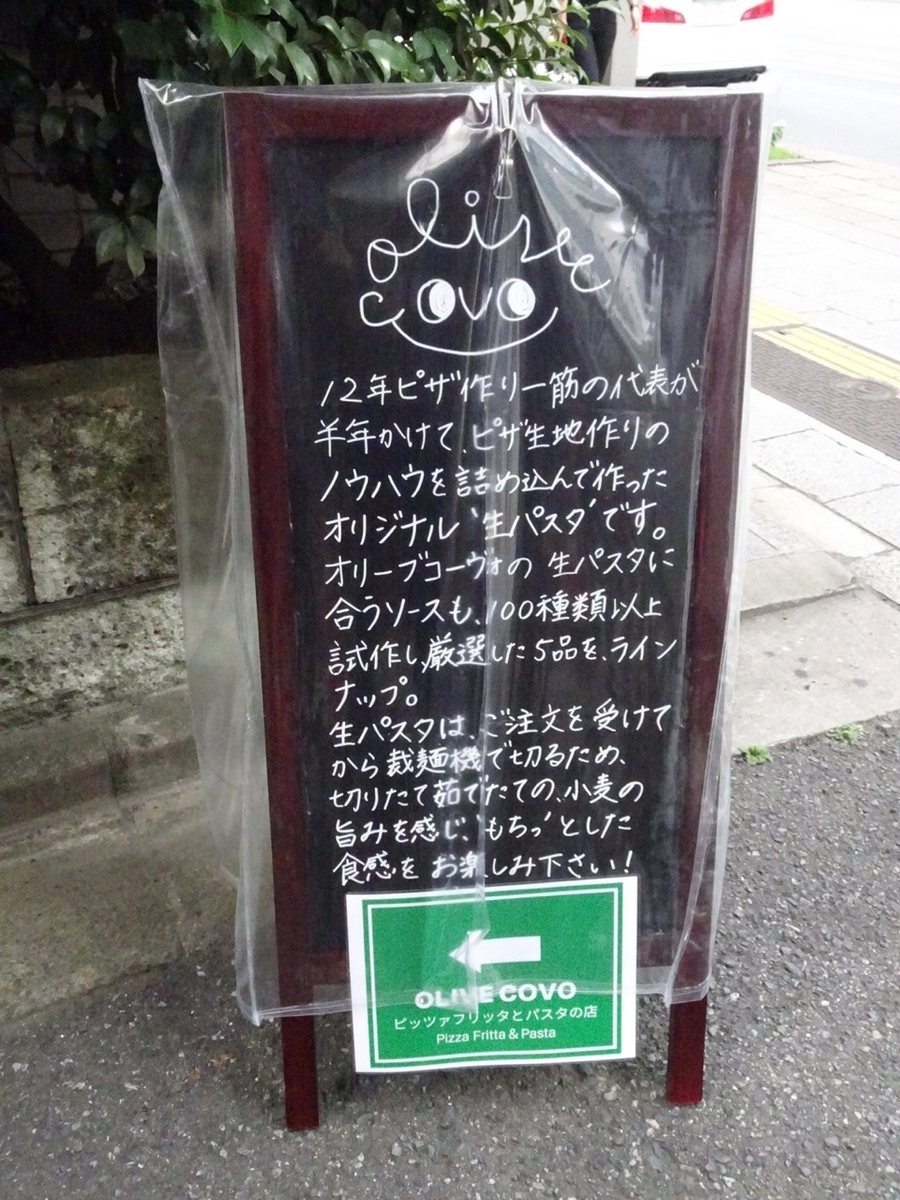 olive
covo
12年ピザ作り一筋の代表が
半年かけて、ピザ生地作りの
ノウハウを詰め込んで作った
オリジナル‘生パスタ’です。
オリーブコーヴォの生パスタに
合うソースも、100種類以上
試作し、厳選した5品を、ライン
ナップ。
生パスタは、ご注文を受けて
から裁麺機で切るため、
切りたて茹でたての、小麦の
旨みを感じ、‘もちっ’とした
食感をお楽しみ下さい！
OLIVE COVO
ピッツァフリッタとパスタの店
Pizza Fritta & Pasta